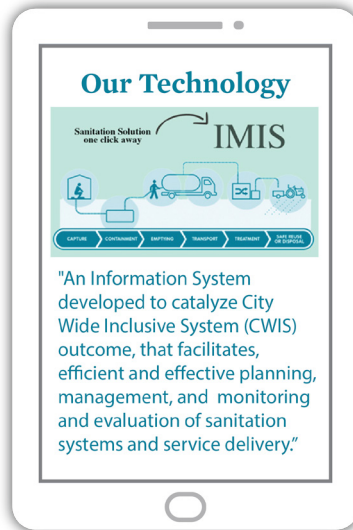 Our Technology
Sanitation Solution
one click away
IMIS
CAPTURE
CONTAINMENT
EMPTYING
TRANSPORT
TREATMENT
SAFE REUSE
OR DISPOSAL
"An Information System
developed to catalyze City
Wide Inclusive System (CWIS)
outcome, that facilitates,
efficient and effective planning,
management, and monitoring
and evaluation of sanitation
systems and service delivery."